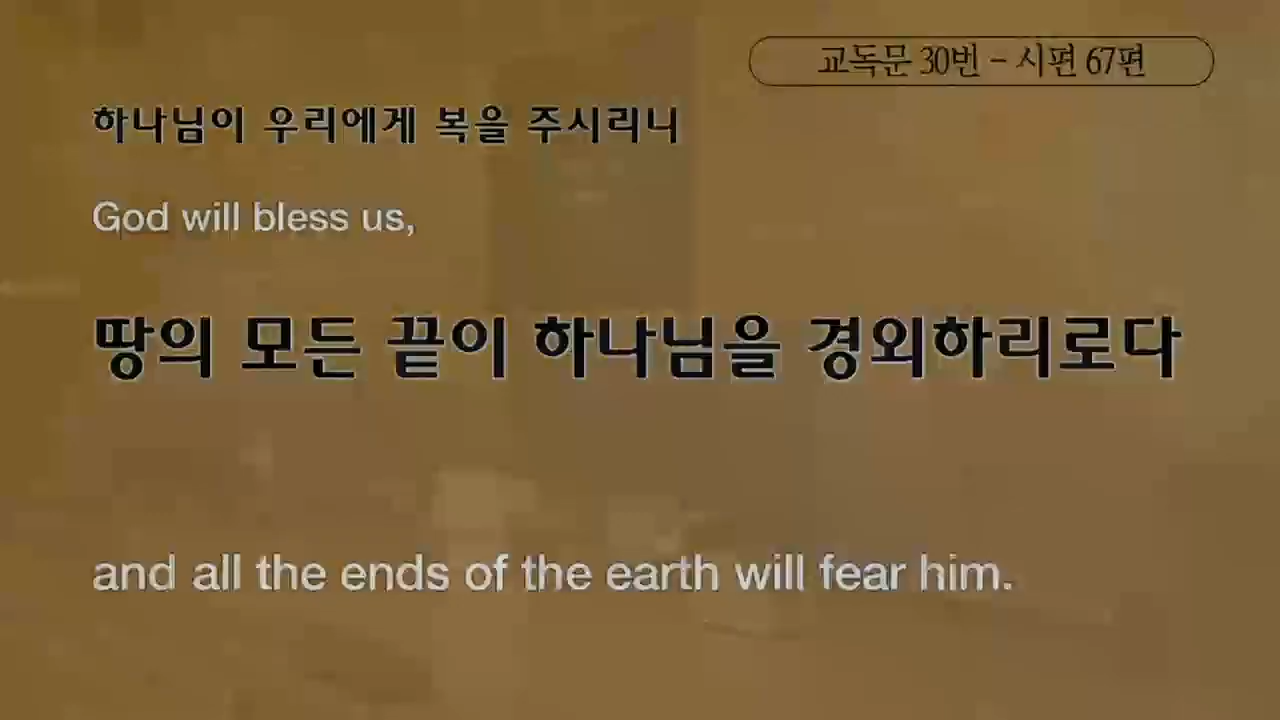 교독문 30번 - 시편 67편
하나님이 우리에게 복을 주시리니
God will bless us,
땅의 모든 끝이 하나님을 경외하리로다
and all the ends of the earth will fear him.